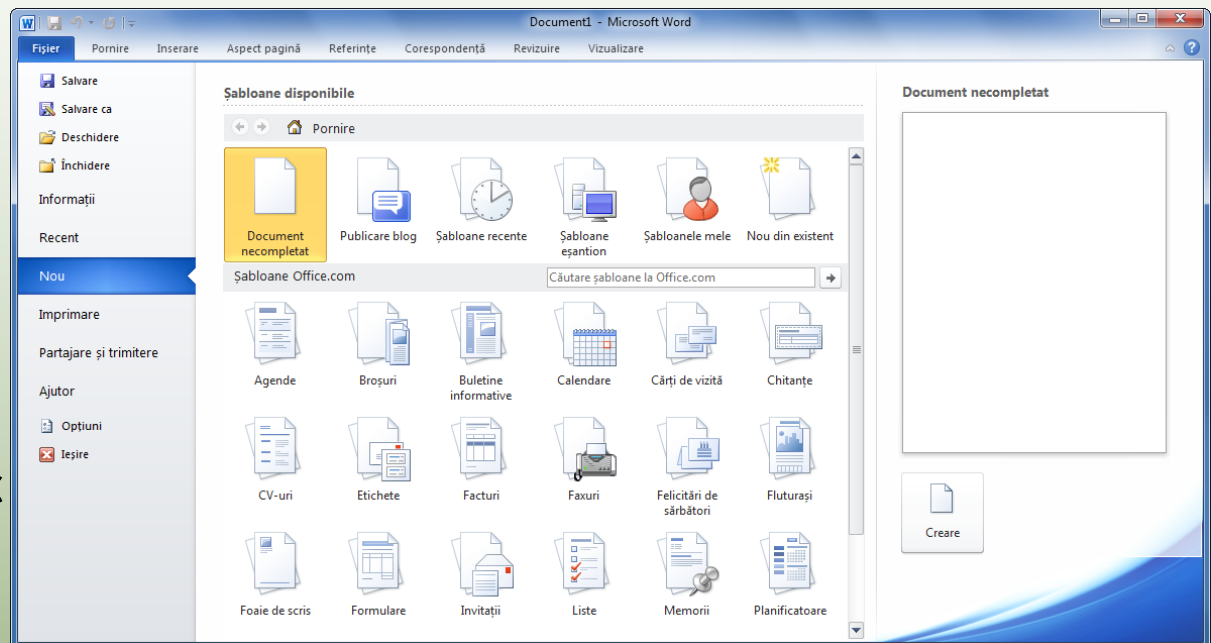 Document1 - Microsoft Word
Fișier Pornire Inserare Aspect pagină Referințe Corespondență Revizuire Vizualizare
Salvare
Salvare ca
Deschidere
Închidere
Informații
Recent
Nou
Imprimare
Partajare și trimitere
Ajutor
Opțiuni
Ieșire
Șabloane disponibile
Pornire
Document necompletat
Publicare blog
Șabloane recente
Șabloane eșantion
Șabloanele mele
Nou din existent
Șabloane Office.com
Căutare șabloane la Office.com
Agende
Broșuri
Buletine informative
Calendare
Cărți de vizită
Chitanțe
CV-uri
Etichete
Facturi
Faxuri
Felicitări de sărbători
Fluturași
Foaie de scris
Formulare
Invitații
Liste
Memorii
Planificatoare
Document necompletat
Creare